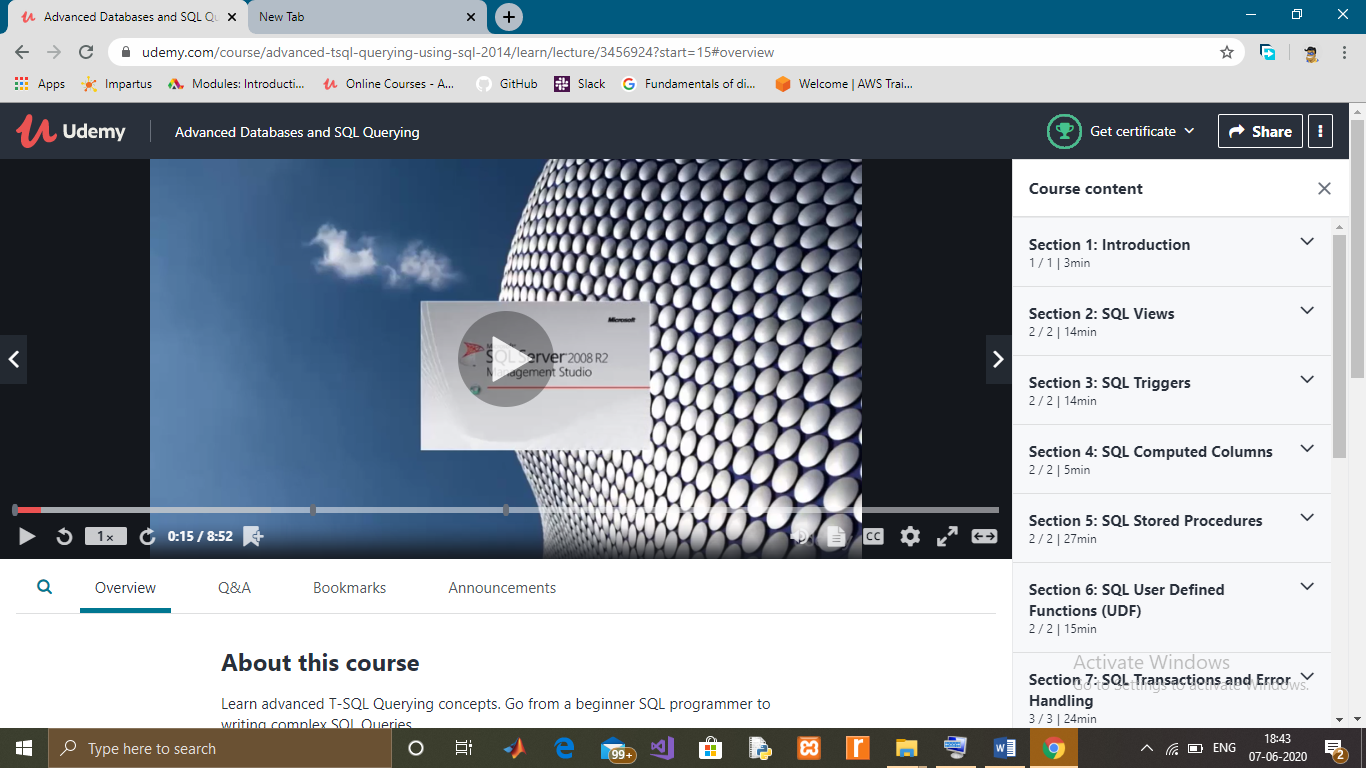 Advanced Databases and SQL Qu
New Tab
udemy.com/course/advanced-tsql-querying-using-sql-2014/learn/lecture/3456924?start=15#overview
Apps
Impartus
Modules: Introducti...
Online Courses - A...
GitHub
Slack
Fundamentals of di...
Welcome | AWS Trai...
Udemy
Advanced Databases and SQL Querying
Get certificate
Share
Microsoft
SQL Server 2008 R2
Management Studio
1x
0:15 / 8:52
CC
Course content
Section 1: Introduction
1 / 1 | 3min
Section 2: SQL Views
2 / 2 | 14min
Section 3: SQL Triggers
2 / 2 | 14min
Section 4: SQL Computed Columns
2 / 2 | 5min
Section 5: SQL Stored Procedures
2 / 2 | 27min
Section 6: SQL User Defined
Functions (UDF)
2 / 2 | 15min
Section 7: SQL Transactions and Error
Handling
3 / 3 | 24min
Activate Windows
Go to Settings to activate Windows.
Overview
Q&A
Bookmarks
Announcements
About this course
Learn advanced T-SQL Querying concepts. Go from a beginner SQL programmer to
writing complex SQL Queries
Type here to search
99+
ENG
18:43
07-06-2020
2